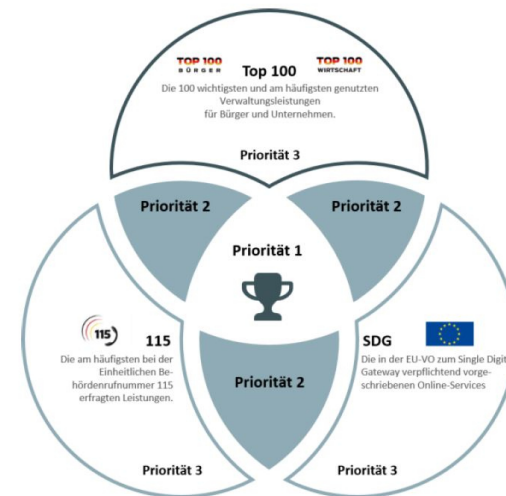 TOP 100
BÜRGER
Top 100
TOP 100
WIRTSCHAFT
Die 100 wichtigsten und am häufigsten genutzten
Verwaltungsleistungen
für Bürger und Unternehmen.
Priorität 3
Priorität 2
Priorität 2
Priorität 1
115
115
Die am häufigsten bei der
Einheitlichen Be-
hördenrufnummer 115
erfragten Leistungen.
SDG
Die in der EU-VO zum Single Digit
Gateway verpflichtend vorge-
schriebenen Online-Services
Priorität 2
Priorität 3
Priorität 3